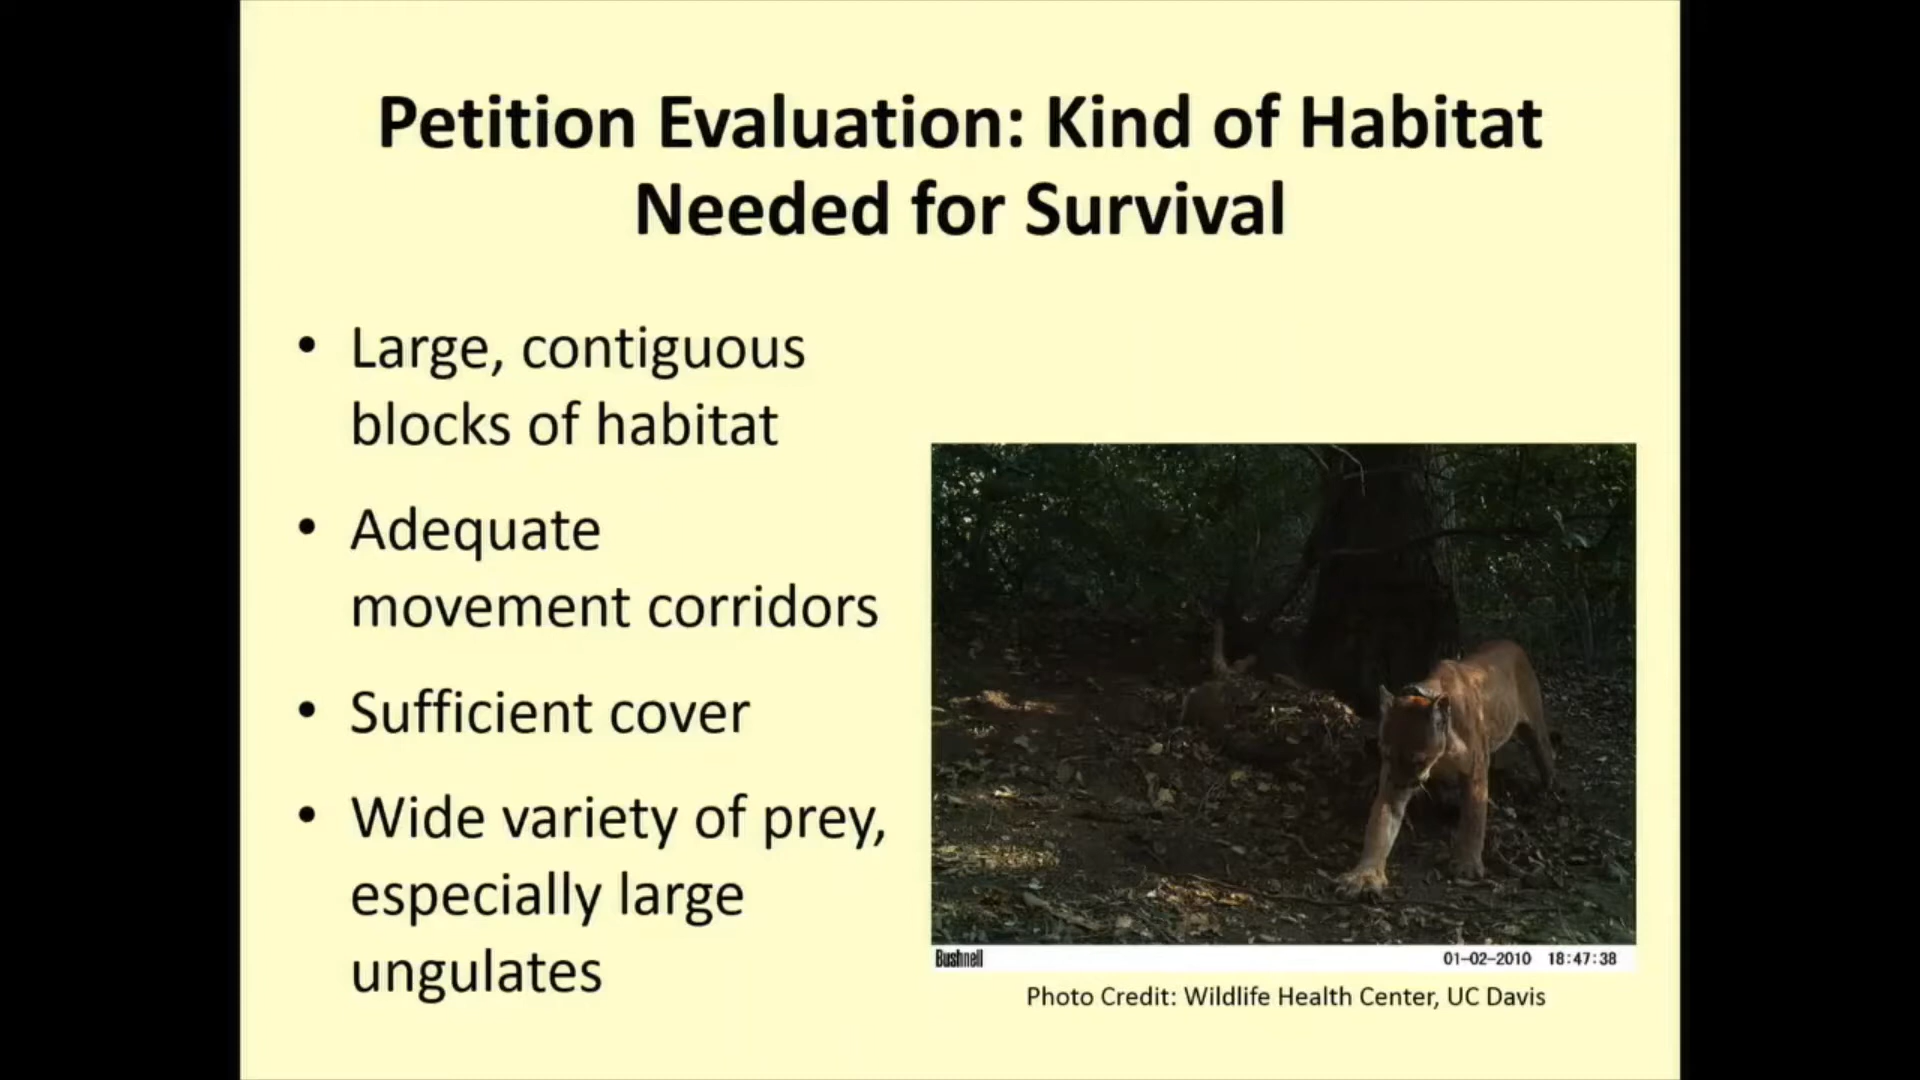 Petition Evaluation: Kind of Habitat
Needed for Survival
• Large, contiguous
blocks of habitat
• Adequate
movement corridors
• Sufficient cover
• Wide variety of prey,
especially large
ungulates
Bushnell
01-02-2010 18:47:38
Photo Credit: Wildlife Health Center, UC Davis